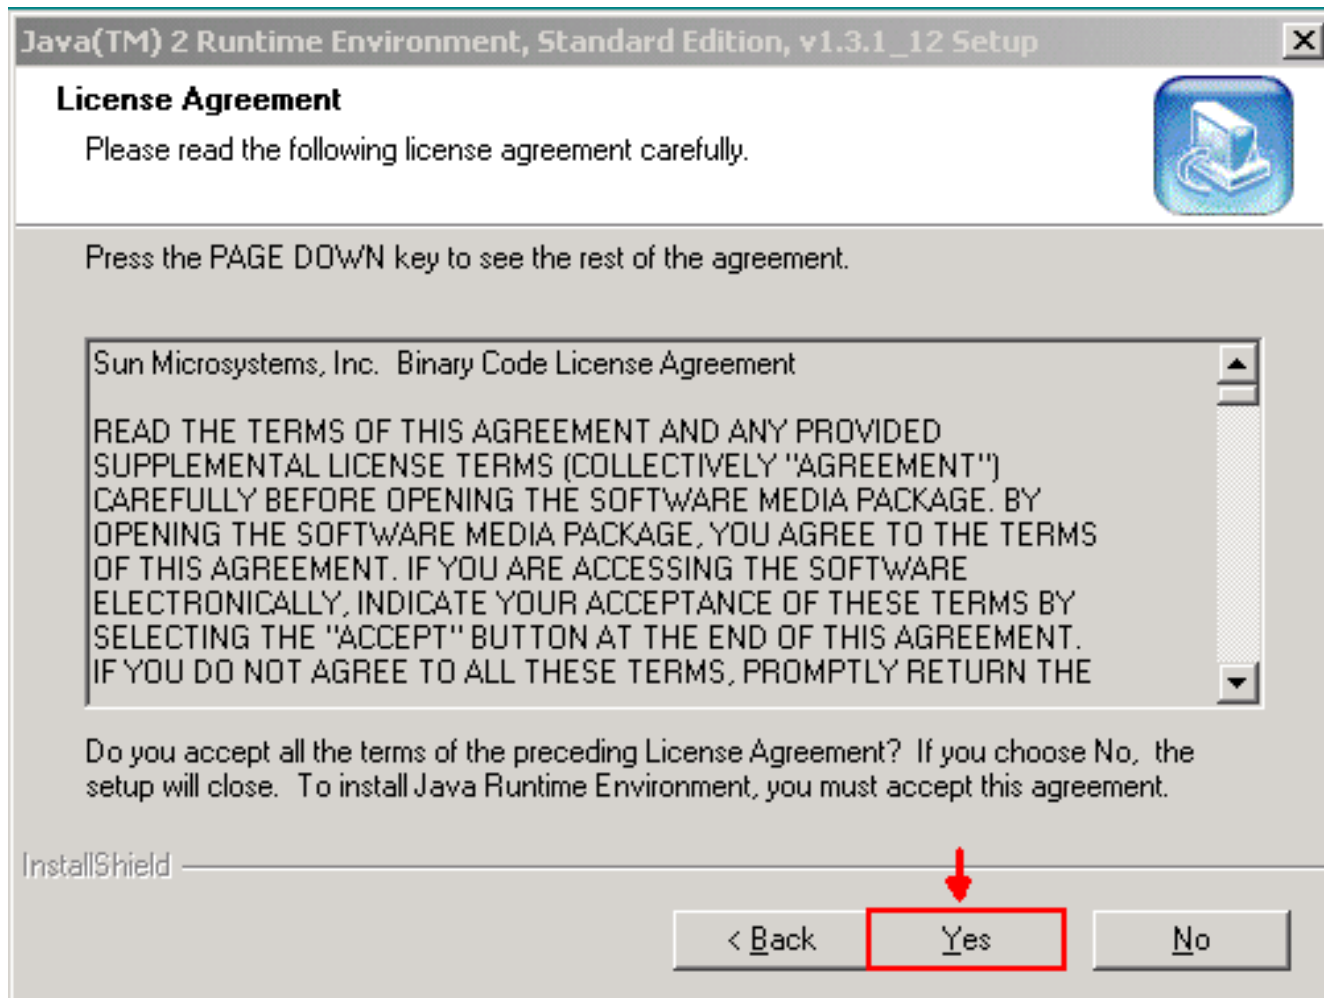 Java(TM) 2 Runtime Environment, Standard Edition, v1.3.1_12 Setup
License Agreement
Please read the following license agreement carefully.
Press the PAGE DOWN key to see the rest of the agreement.
Sun Microsystems, Inc.  Binary Code License Agreement
READ THE TERMS OF THIS AGREEMENT AND ANY PROVIDED
SUPPLEMENTAL LICENSE TERMS (COLLECTIVELY "AGREEMENT")
CAREFULLY BEFORE OPENING THE SOFTWARE MEDIA PACKAGE. BY
OPENING THE SOFTWARE MEDIA PACKAGE, YOU AGREE TO THE TERMS
OF THIS AGREEMENT. IF YOU ARE ACCESSING THE SOFTWARE
ELECTRONICALLY, INDICATE YOUR ACCEPTANCE OF THESE TERMS BY
SELECTING THE "ACCEPT" BUTTON AT THE END OF THIS AGREEMENT.
IF YOU DO NOT AGREE TO ALL THESE TERMS, PROMPTLY RETURN THE
Do you accept all the terms of the preceding License Agreement?  If you choose No,  the
setup will close.  To install Java Runtime Environment, you must accept this agreement.
InstallShield
< Back
Yes
No